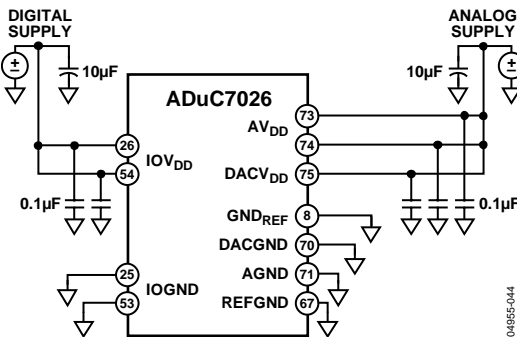 DIGITAL
SUPPLY
ANALOG
SUPPLY
10µF
10µF
ADuC7026
73
AVDD
26
74
IOVDD
54
DACVDD
75
0.1µF
0.1µF
GNDREF
8
DACGND
70
25
AGND
71
IOGND
53
REFGND
67
04955-044